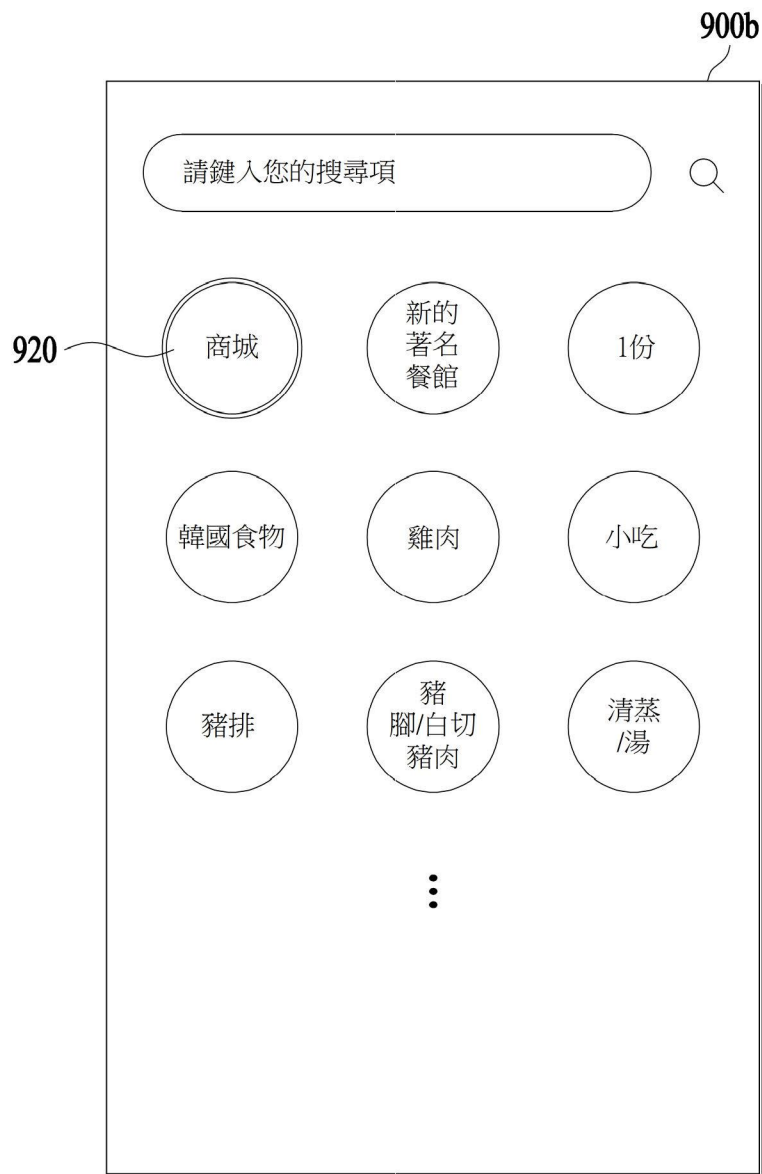 900b
請鍵入您的搜尋項
920
商城
新的
著名
餐館
1份
韓國食物
雞肉
小吃
豬排
豬
腳/白切
豬肉
清蒸
/湯